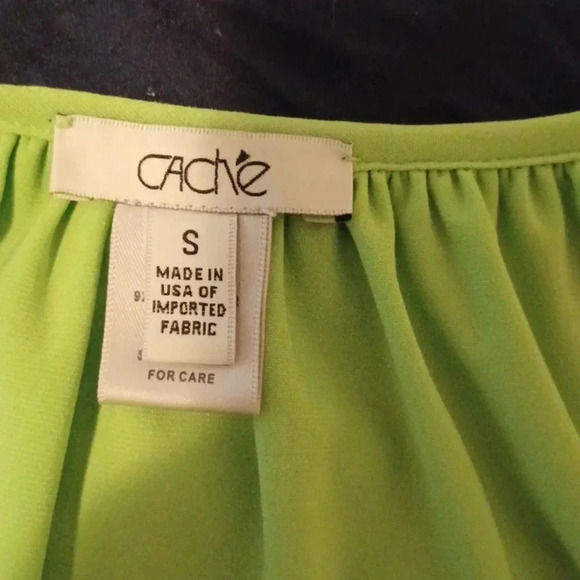 CAChé
S
MADE IN
USA OF
IMPORTED
FABRIC
FOR CARE